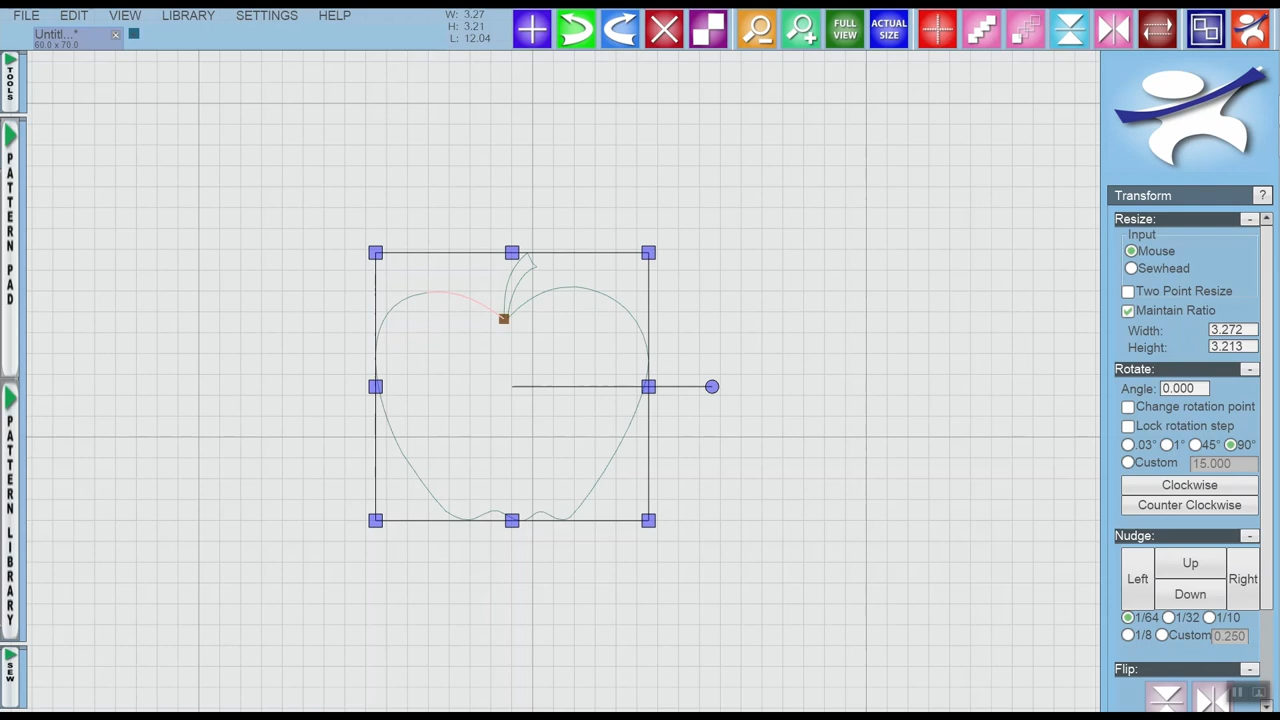 FILE EDIT VIEW LIBRARY SETTINGS HELP
W: 3.27
H: 3.21
L: 12.04
FULL VIEW
ACTUAL SIZE
Untitl...*
60.0 x 70.0
TOOLS
PATTERN PAD
PATTERN LIBRARY
SEW
Transform ?
Resize: -
Input
Mouse
Sewhead
Two Point Resize
Maintain Ratio
Width: 3.272
Height: 3.213
Rotate: -
Angle: 0.000
Change rotation point
Lock rotation step
.03° 1° 45° 90°
Custom 15.000
Clockwise
Counter Clockwise
Nudge: -
Up
Left Right
Down
1/64 1/32 1/10
1/8 Custom 0.250
Flip: -